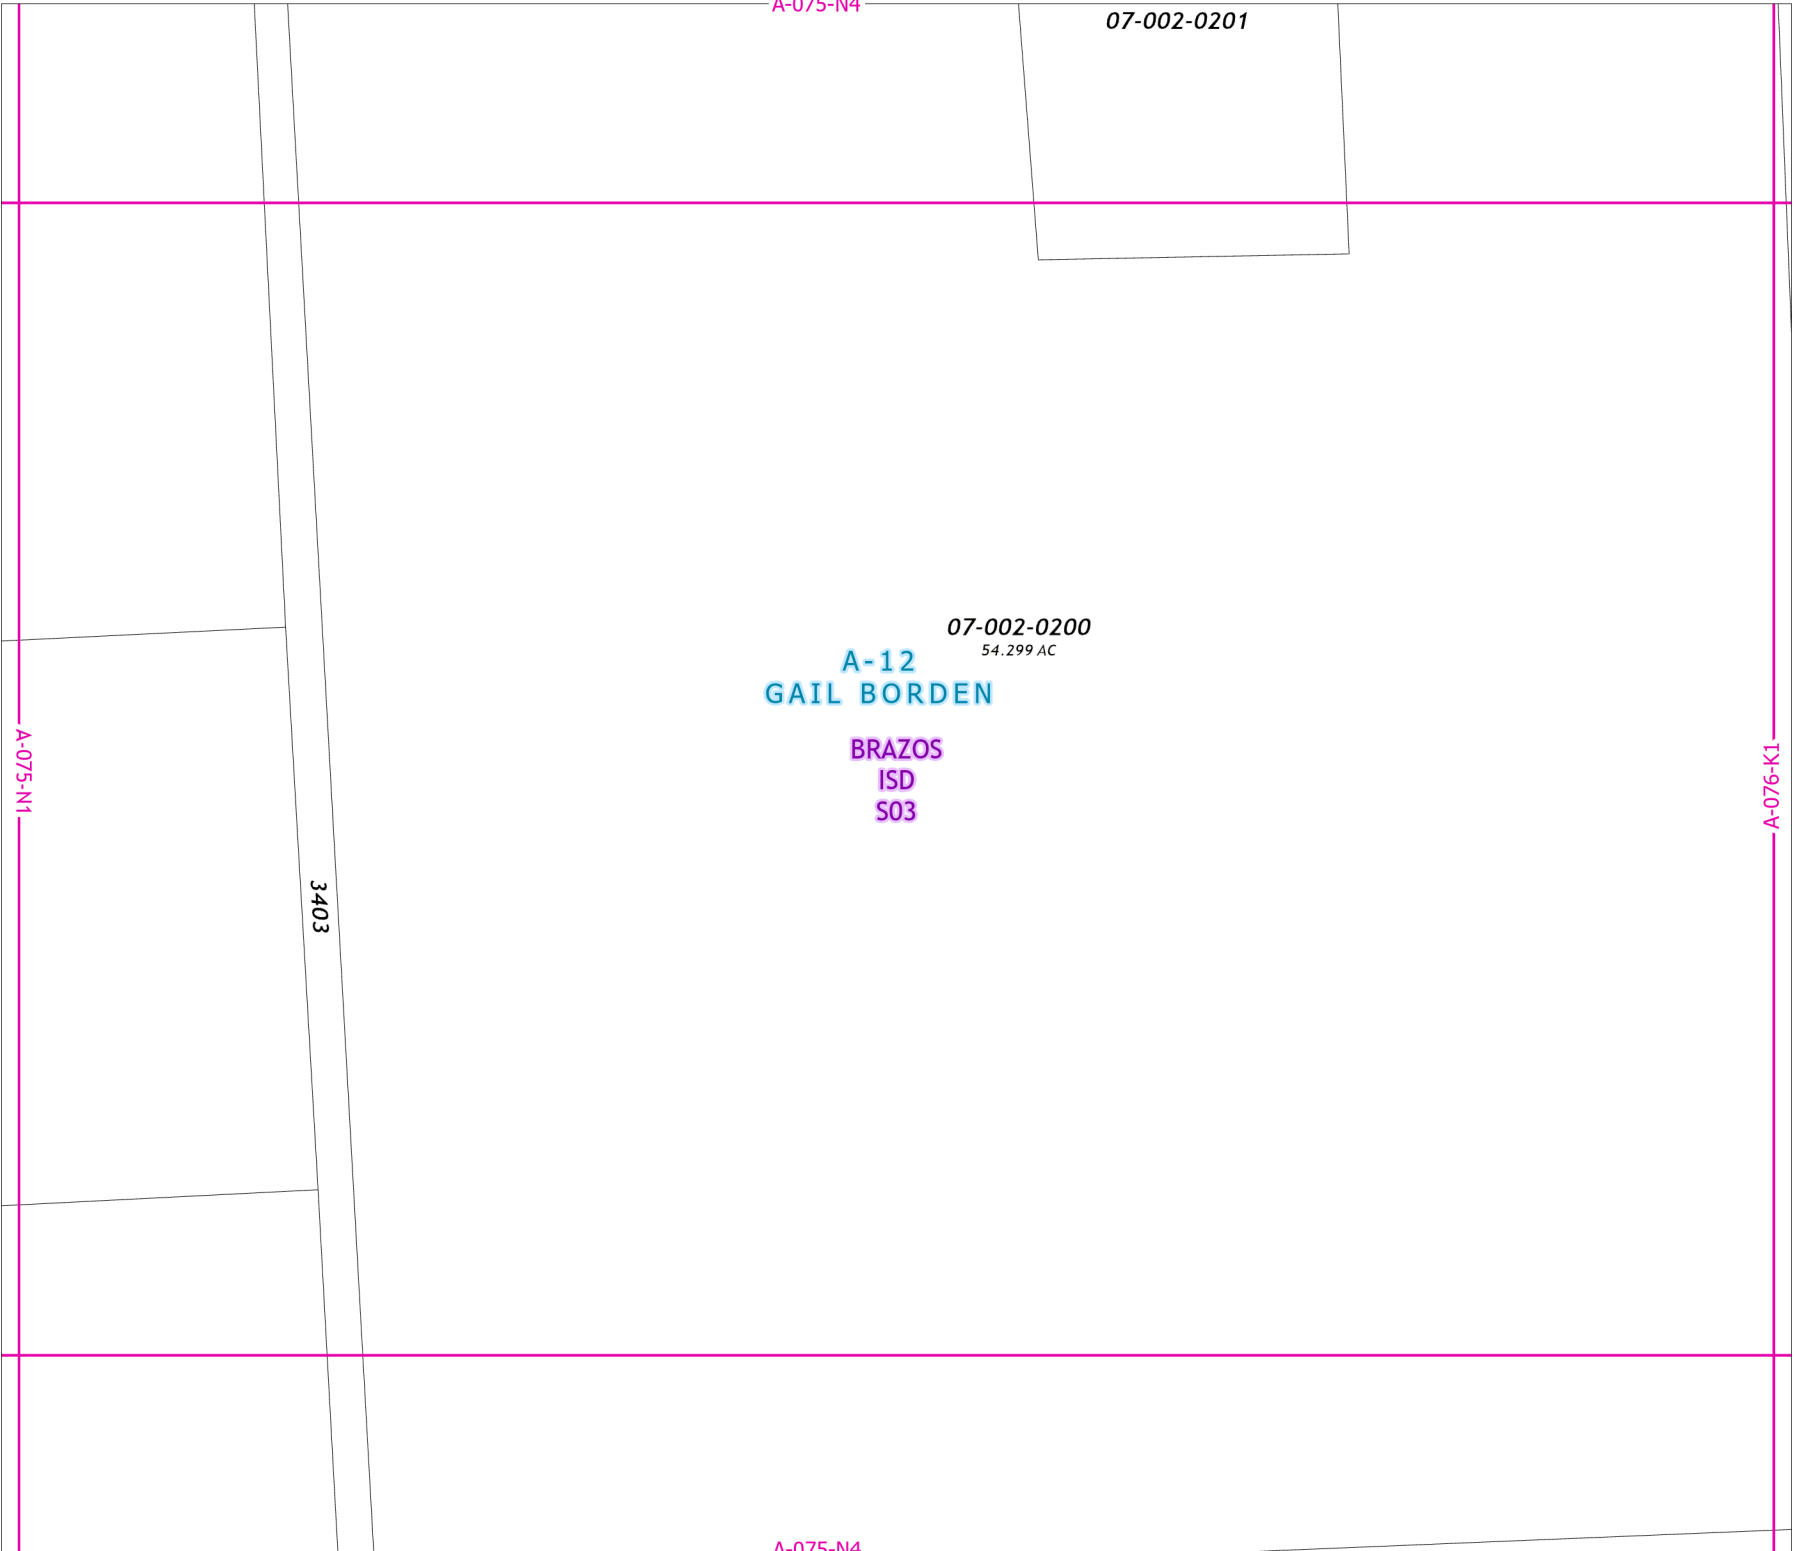 A-075-N4
07-002-0201
07-002-0200
54.299 AC
A-12
GAIL BORDEN
BRAZOS
ISD
S03
A-075-N1
A-076-K1
3403
A-075-N4